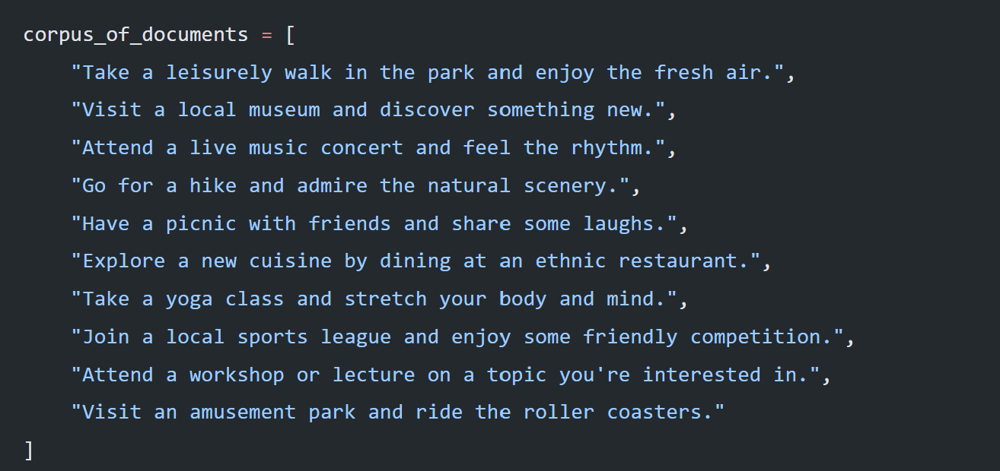 corpus_of_documents = [
    "Take a leisurely walk in the park and enjoy the fresh air.",
    "Visit a local museum and discover something new.",
    "Attend a live music concert and feel the rhythm.",
    "Go for a hike and admire the natural scenery.",
    "Have a picnic with friends and share some laughs.",
    "Explore a new cuisine by dining at an ethnic restaurant.",
    "Take a yoga class and stretch your body and mind.",
    "Join a local sports league and enjoy some friendly competition.",
    "Attend a workshop or lecture on a topic you're interested in.",
    "Visit an amusement park and ride the roller coasters."
]